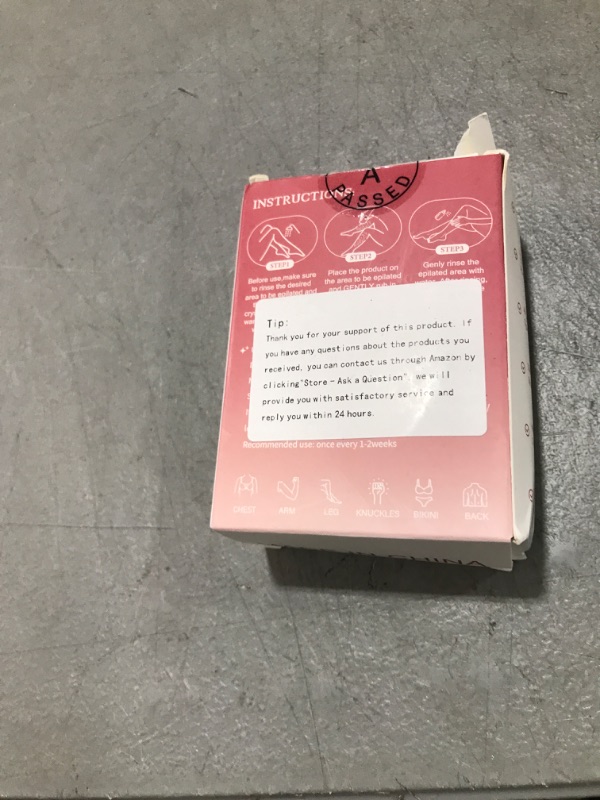 A
PASSED
INSTRUCTIONS
STEP1
STEP2
STEP3
Before use,make sure
to rinse the desired
area to be epilated and
Place the product on
the area to be epilated
and GENTLY rub in
Genly rinse the
epilated area with
Tip:
Thank you for your support of this product. If
you have any questions about the products you
received, you can contact us through Amazon by
clicking"Store - Ask a Question", we will
provide you with satisfactory service and
reply you within 24 hours.
Recommended use: once every 1-2weeks
CHEST ARM LEG KNUCKLES BIKINI BACK
CHINA